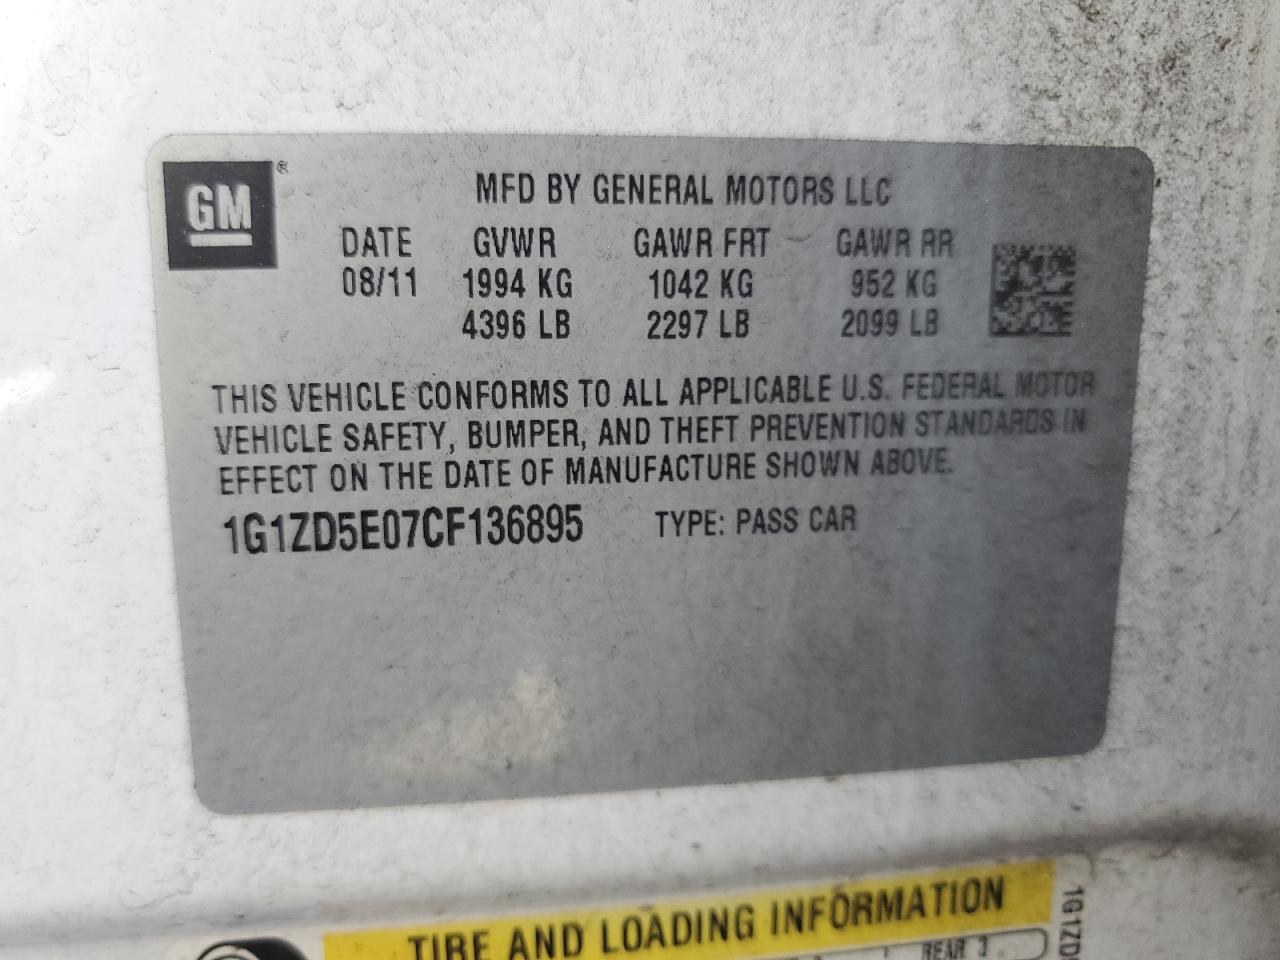 GM ®
MFD BY GENERAL MOTORS LLC
DATE GVWR GAWR FRT GAWR RR
08/11 1994 KG 1042 KG 952 KG
4396 LB 2297 LB 2099 LB
THIS VEHICLE CONFORMS TO ALL APPLICABLE U.S. FEDERAL MOTOR
VEHICLE SAFETY, BUMPER, AND THEFT PREVENTION STANDARDS IN
EFFECT ON THE DATE OF MANUFACTURE SHOWN ABOVE.
1G1ZD5E07CF136895 TYPE: PASS CAR
TIRE AND LOADING INFORMATION
REAR 3
1G1ZD